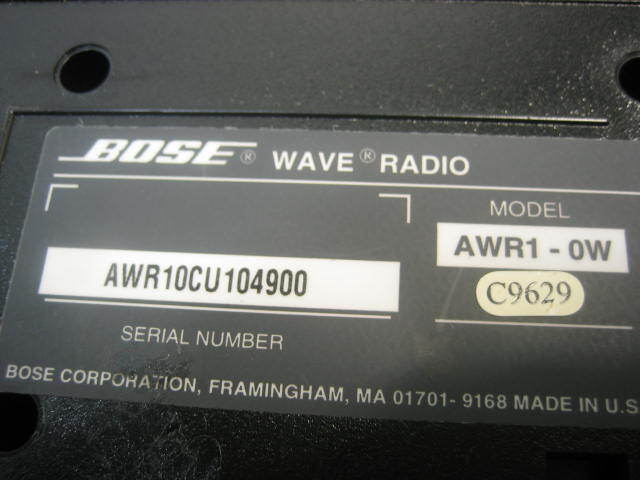 BOSE® WAVE® RADIO
MODEL
AWR1 - 0W
C9629
AWR10CU104900
SERIAL NUMBER
BOSE CORPORATION, FRAMINGHAM, MA 01701- 9168 MADE IN U.S